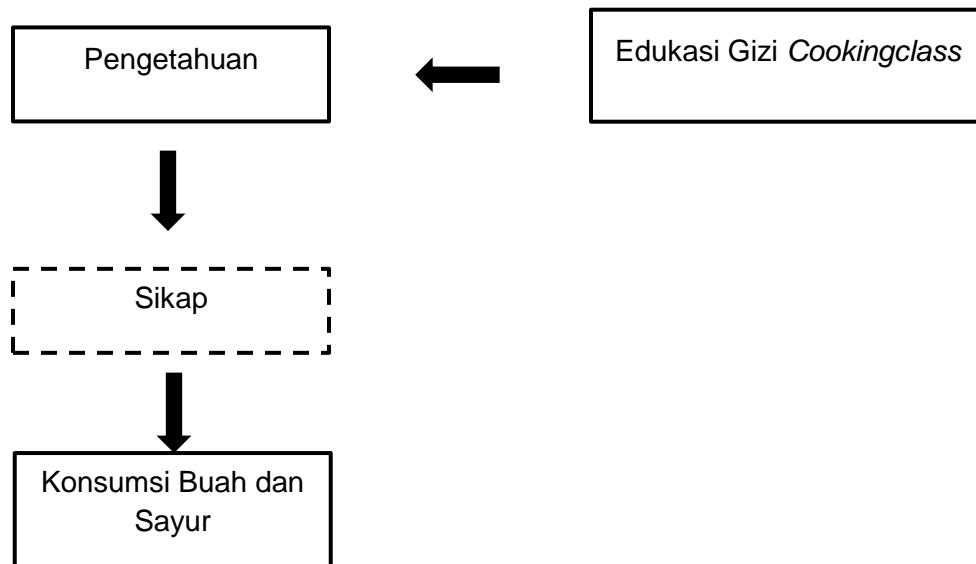 Pengetahuan
Edukasi Gizi Cookingclass
Sikap
Konsumsi Buah dan
Sayur